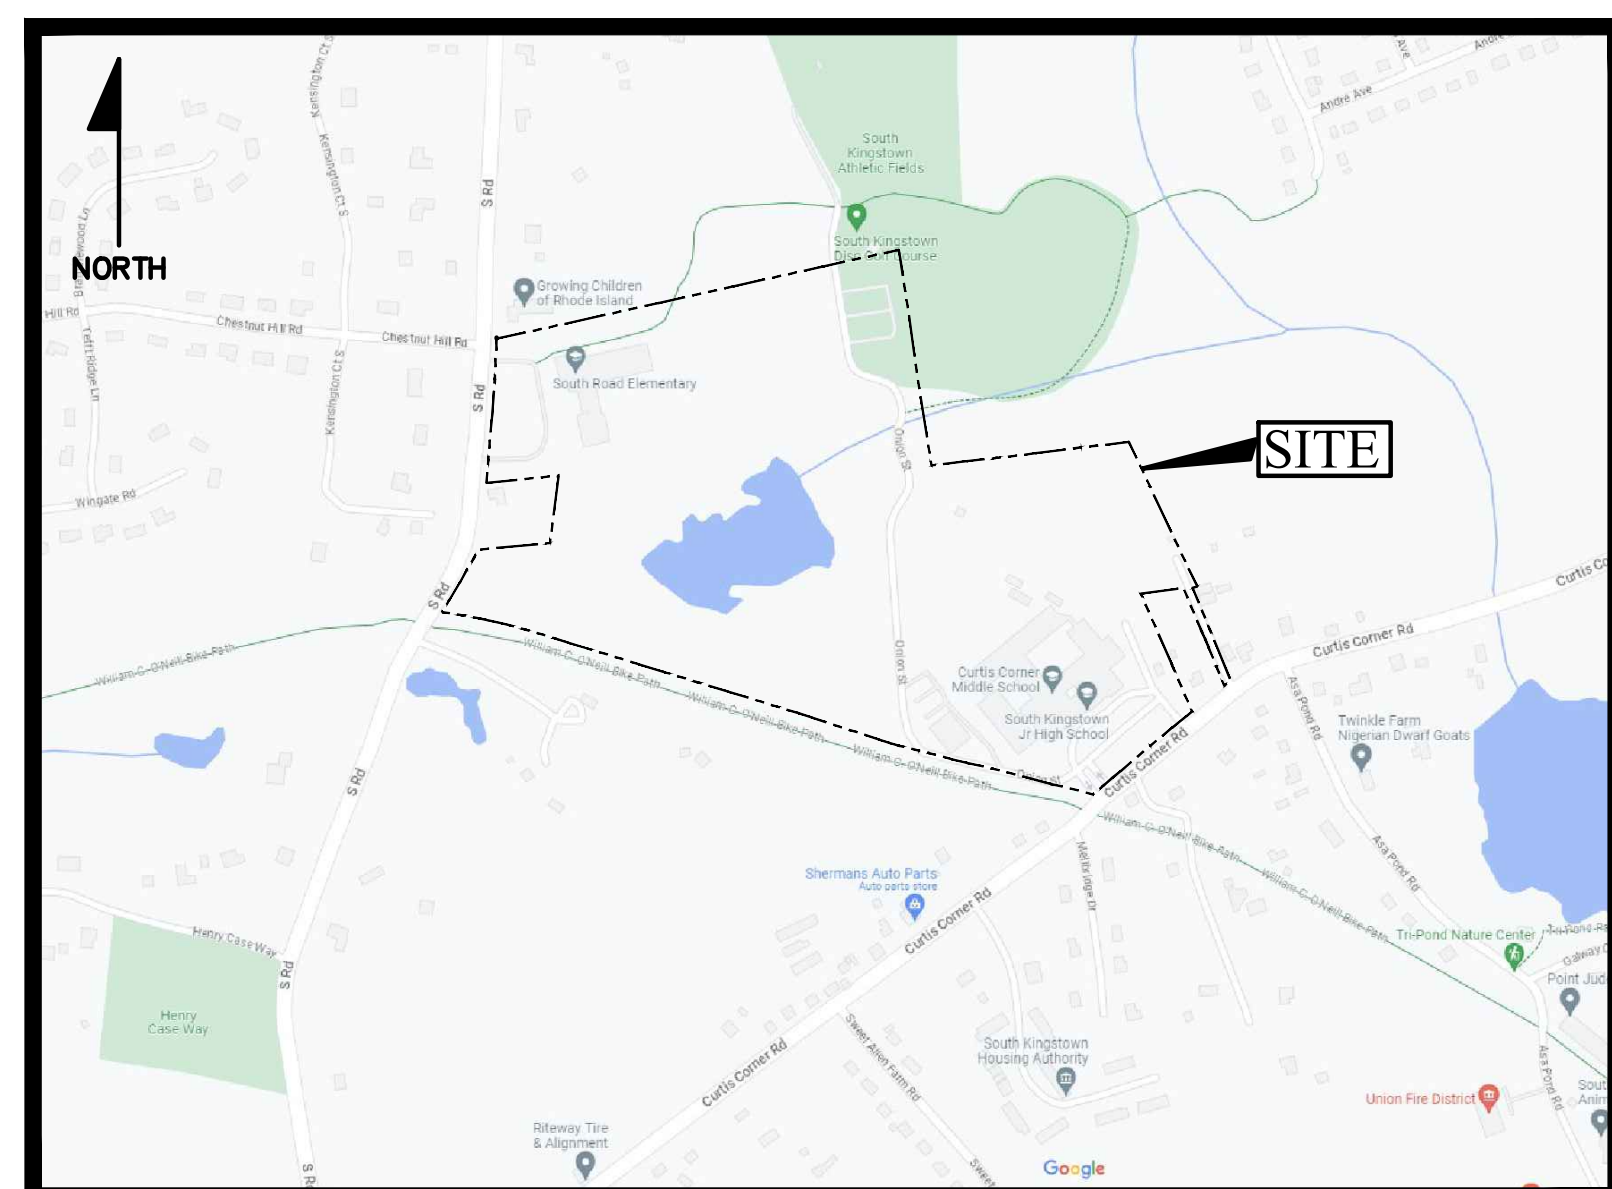 NORTH
SITE
Kensington Ct S
Kensington Ct S
Kensington Ct S
S Rd
S Rd
S Rd
S Rd
S Rd
Hill Rd
Chestnut Hill Rd
Chestnut Hill Rd
Tefft Ridge Ln
Wingate Rd
Andre Ave
South
Kingstown
Athletic Fields
South Kingstown
Disc Golf Course
Growing Children
of Rhode Island
South Road Elementary
Onion St
Onion St
Onion St
Curtis Corner
Middle School
South Kingstown
Jr High School
Curtis Corner Rd
Curtis Corner Rd
Curtis Corner Rd
Curtis Corner Rd
William C. O'Neill Bike Path
William C. O'Neill Bike Path
William C. O'Neill Bike Path
William C. O'Neill Bike Path
William C. O'Neill Bike Path
William C. O'Neill Bike Path
Asa Pond Rd
Asa Pond Rd
Asa Pond Rd
Twinkle Farm
Nigerian Dwarf Goats
Shermans Auto Parts
Auto parts store
Henry Case Way
Henry
Case Way
Tri-Pond Nature Center
Point Jud
Sweet Allen Farm Rd
Sweet
South Kingstown
Housing Authority
Union Fire District
Sout
Anim
Riteway Tire
& Alignment
Google